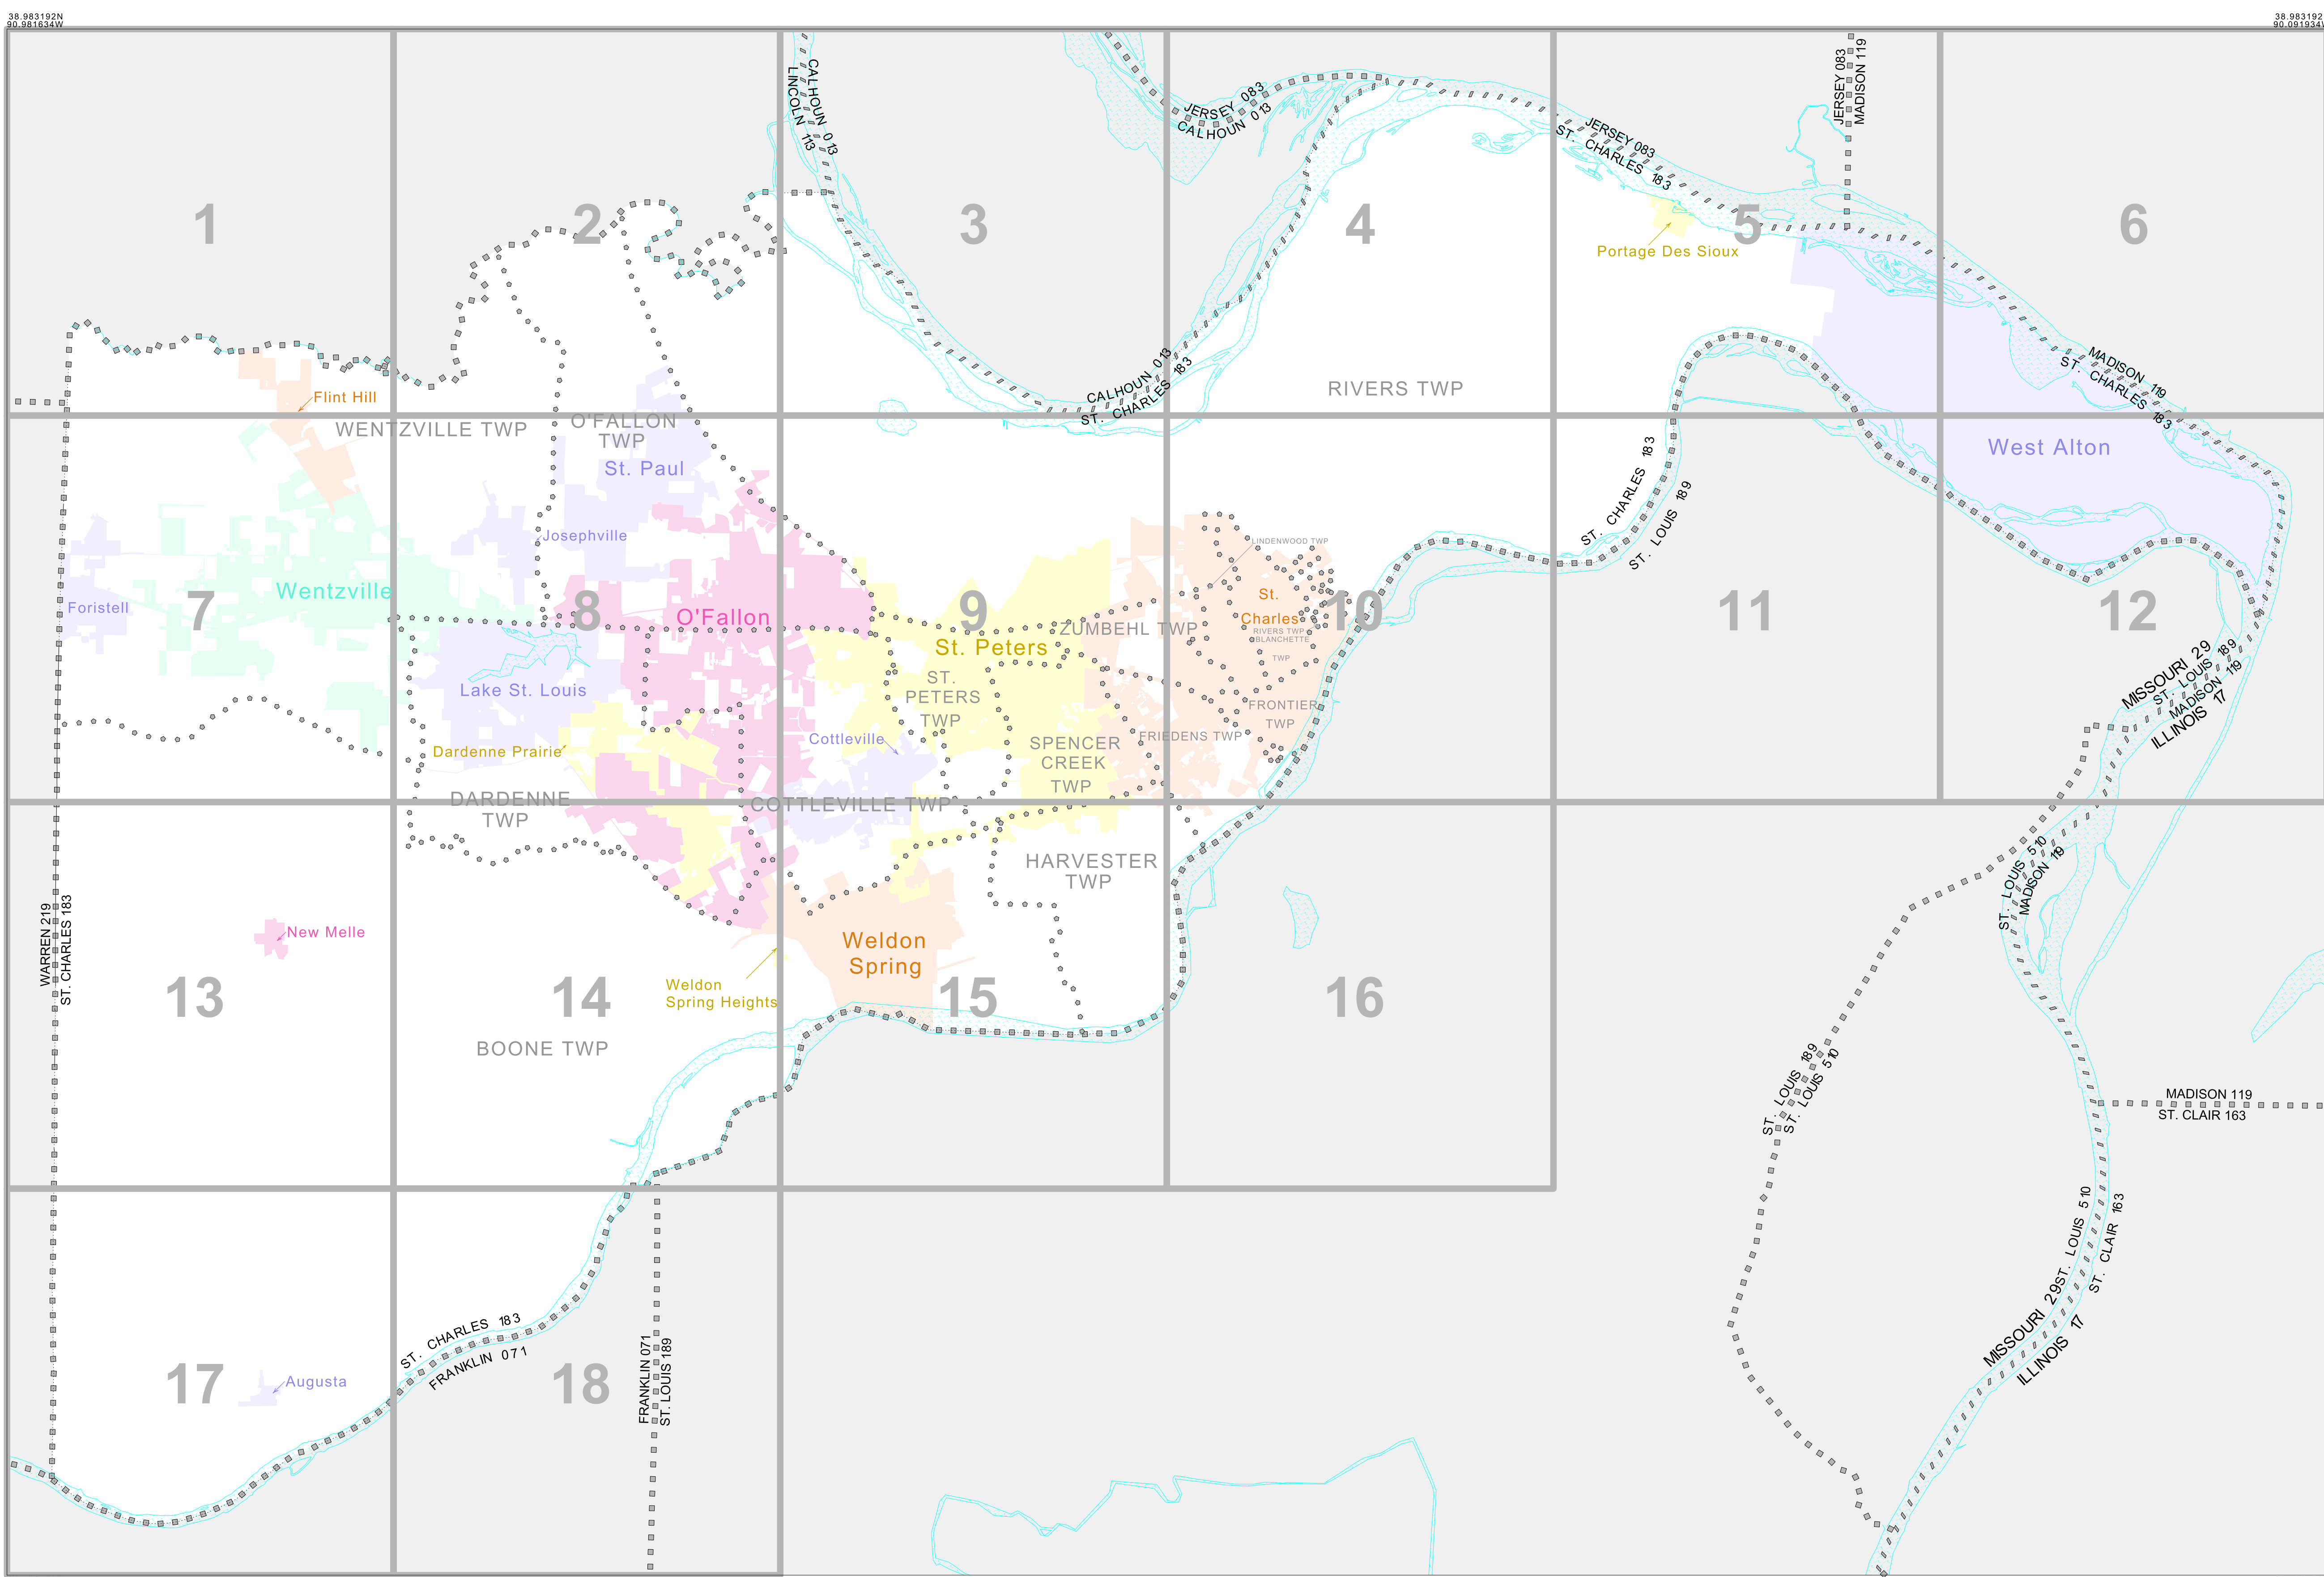 38.983192N
90.981634W
38.983192
90.091934W
LINCOLN 113
CALHOUN 013
JERSEY 083
CALHOUN 013
JERSEY 083
ST. CHARLES 183
JERSEY 083
MADISON 119
1
2
3
4
5
6
Portage Des Sioux
CALHOUN 013
ST. CHARLES 183
RIVERS TWP
MADISON 119
ST. CHARLES 183
Flint Hill
WENTZVILLE TWP
O'FALLON
TWP
St. Paul
West Alton
ST. CHARLES 183
ST. LOUIS 189
Josephville
LINDENWOOD TWP
Foristell
Wentzville
7
8
O'Fallon
9
St. Peters
ZUMBEHL TWP
St.
Charles
RIVERS TWP
BLANCHETTE
TWP
10
11
12
Lake St. Louis
ST.
PETERS
TWP
FRONTIER
TWP
FRIEDENS TWP
Cottleville
Dardenne Prairie
SPENCER
CREEK
TWP
MISSOURI 29
ST. LOUIS 189
MADISON 119
ILLINOIS 17
DARDENNE
TWP
COTTLEVILLE TWP
HARVESTER
TWP
ST. LOUIS 510
MADISON 119
WARREN 219
ST. CHARLES 183
New Melle
Weldon
Spring
Weldon
Spring Heights
13
14
15
16
BOONE TWP
ST. LOUIS 189
ST. LOUIS 510
MADISON 119
ST. CLAIR 163
ST. CHARLES 183
FRANKLIN 071
FRANKLIN 071
ST. LOUIS 189
MISSOURI 29
ST. LOUIS 510
ST. CLAIR 163
ILLINOIS 17
17
18
Augusta